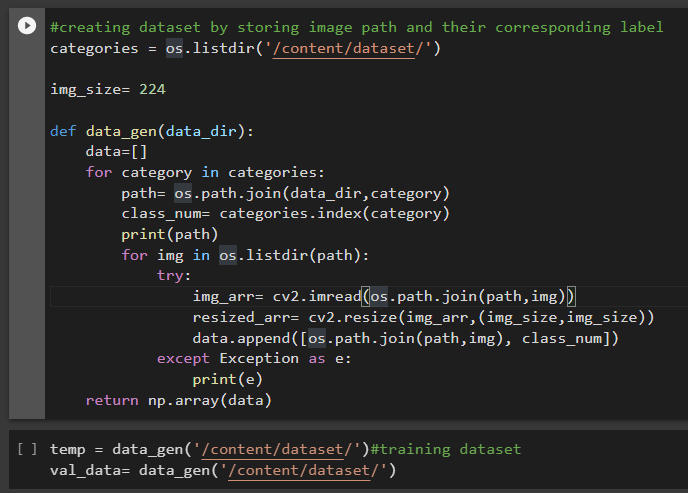 #creating dataset by storing image path and their corresponding label
categories = os.listdir('/content/dataset/')

img_size= 224

def data_gen(data_dir):
    data=[]
    for category in categories:
        path= os.path.join(data_dir,category)
        class_num= categories.index(category)
        print(path)
        for img in os.listdir(path):
            try:
                img_arr= cv2.imread(os.path.join(path,img))
                resized_arr= cv2.resize(img_arr,(img_size,img_size))
                data.append([os.path.join(path,img), class_num])
            except Exception as e:
                print(e)
    return np.array(data)

[ ] temp = data_gen('/content/dataset/')#training dataset
val_data= data_gen('/content/dataset/')